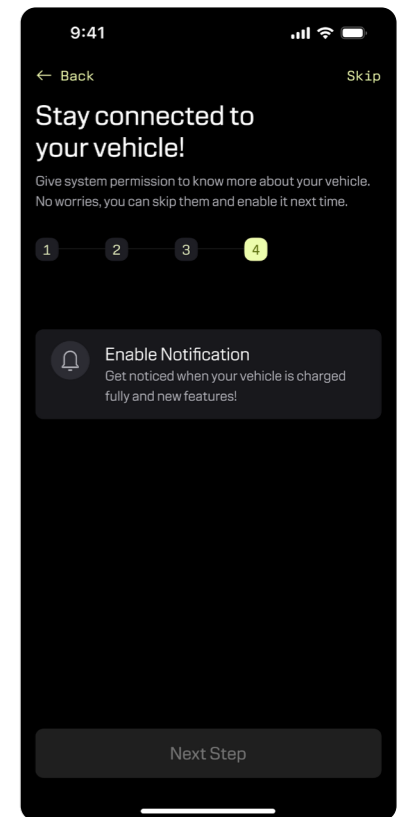 9:41
← Back
Skip
Stay connected to
your vehicle!
Give system permission to know more about your vehicle.
No worries, you can skip them and enable it next time.
1 2 3 4
Enable Notification
Get noticed when your vehicle is charged
fully and new features!
Next Step